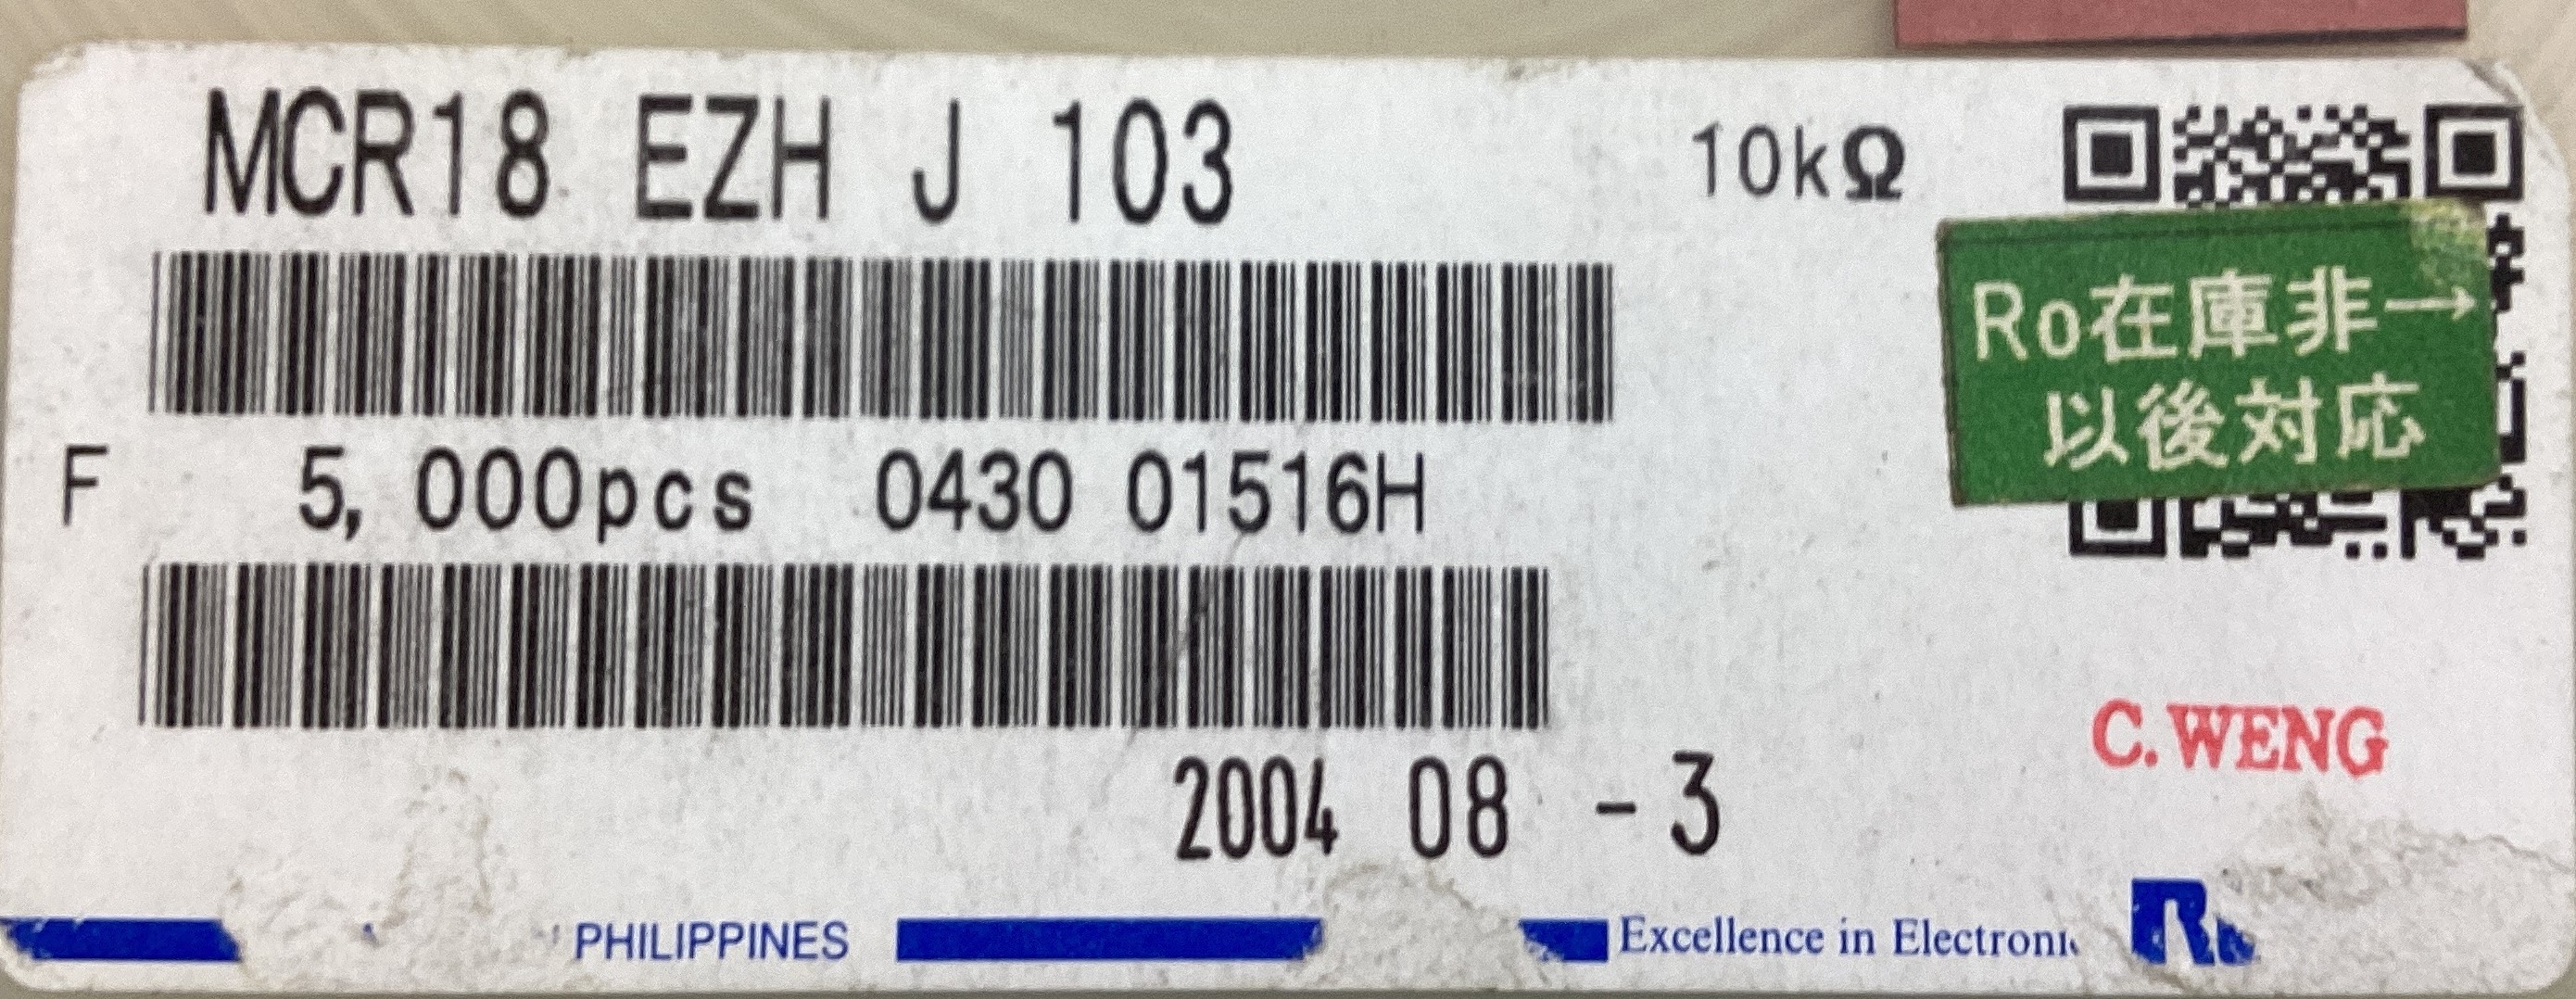 MCR18 EZH J 103
10kΩ
Ro在庫非→
以後対応
F 5,000pcs 0430 01516H
2004 08 -3
C.WENG
PHILIPPINES
Excellence in